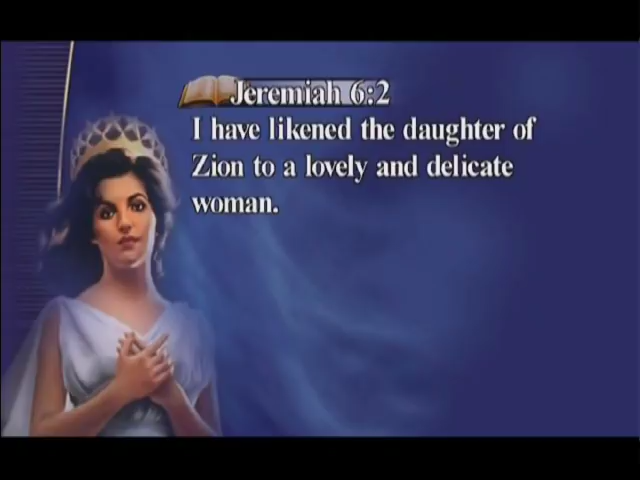 Jeremiah 6:2
I have likened the daughter of
Zion to a lovely and delicate
woman.